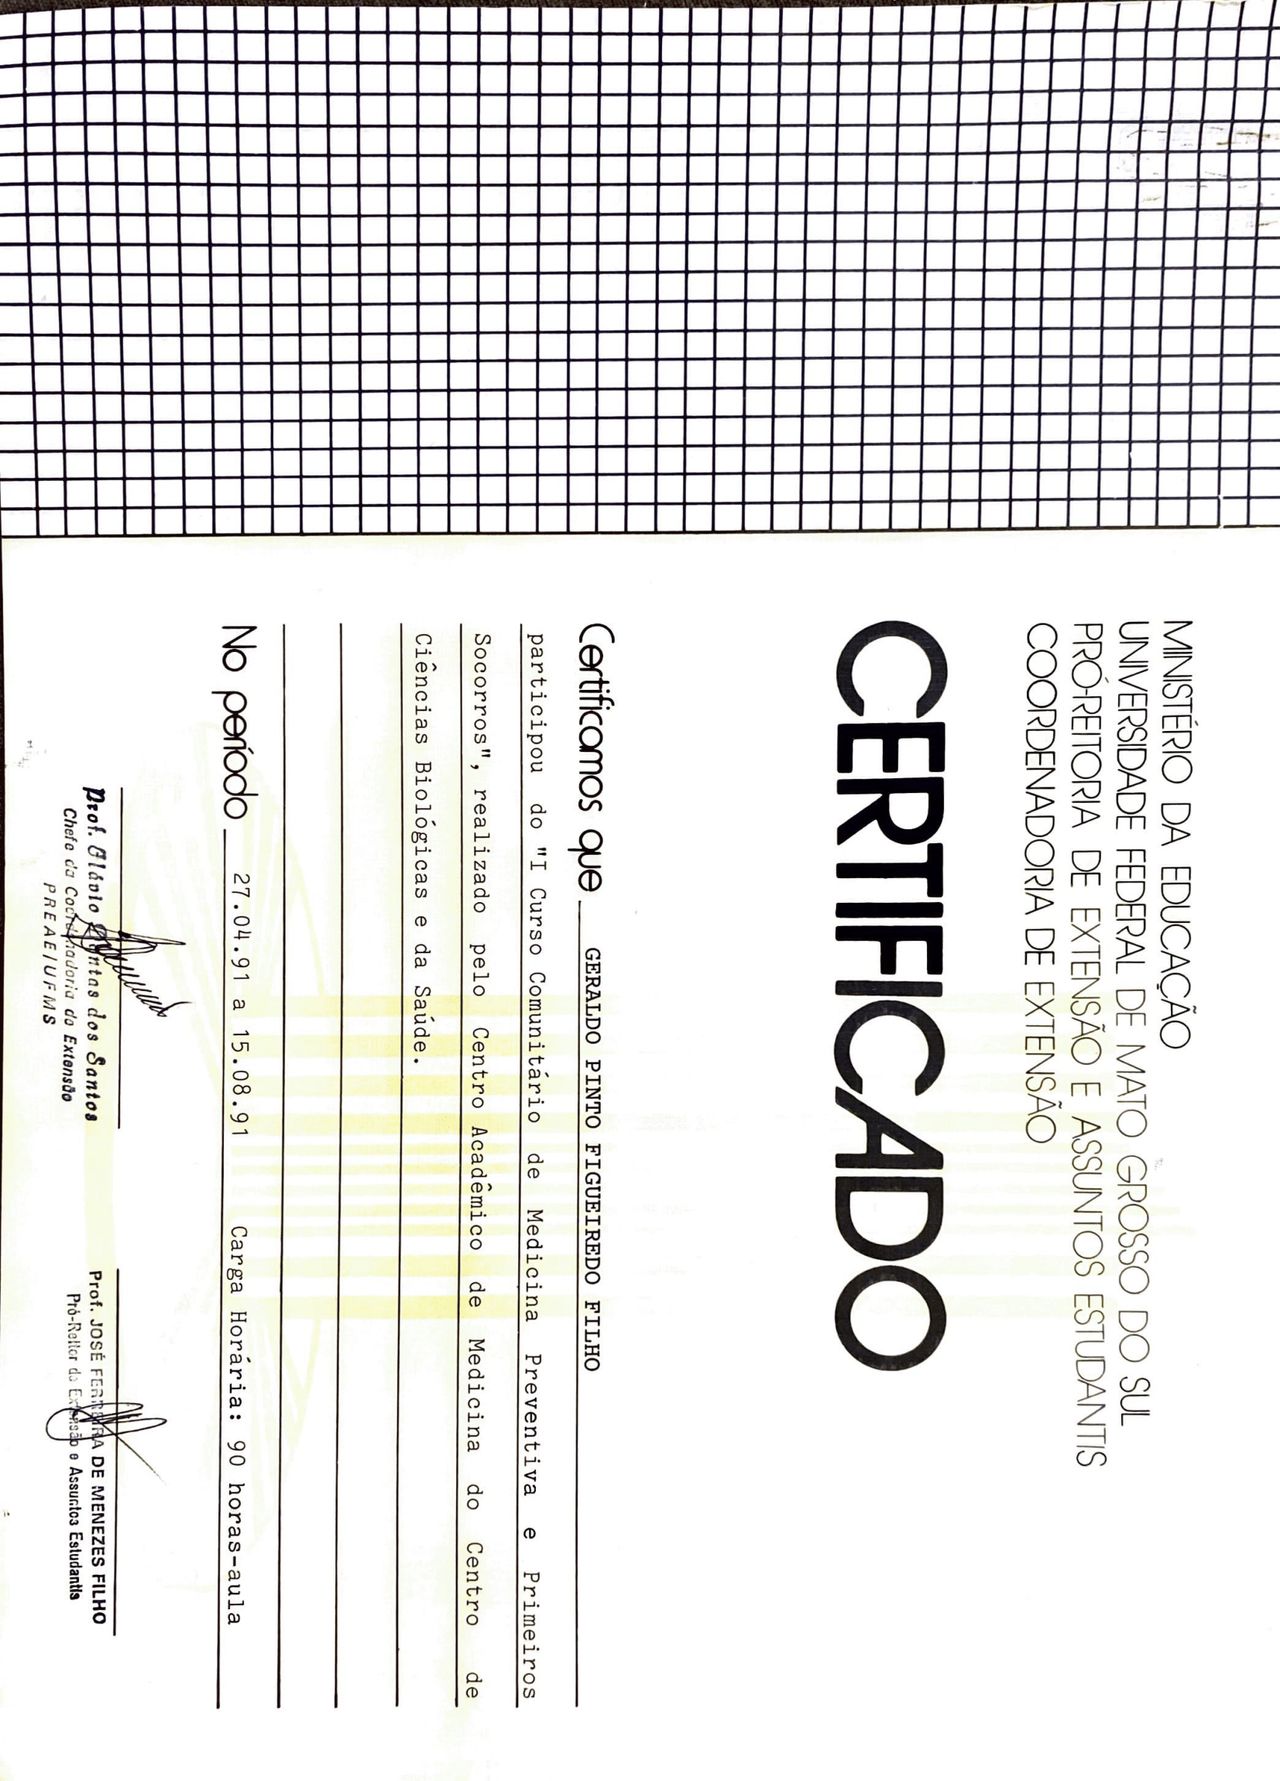 MINISTÉRIO DA EDUCAÇÃO
UNIVERSIDADE FEDERAL DE MATO GROSSO DO SUL
PRÓ-REITORIA DE EXTENSÃO E ASSUNTOS ESTUDANTIS
COORDENADORIA DE EXTENSÃO
CERTIFICADO
Certificamos que GERALDO PINTO FIGUEIREDO FILHO
participou do "I Curso Comunitário de Medicina Preventiva e Primeiros
Socorros", realizado pelo Centro Acadêmico de Medicina do Centro de
Ciências Biológicas e da Saúde.
No período 27.04.91 a 15.08.91 Carga Horária: 90 horas-aula
Prof. dos Santos
Chefe da Coordenadoria de Extensão
PREAE/UFMS
Prof. JOSÉ FERREIRA DE MENEZES FILHO
Pró-Reitor de Extensão e Assuntos Estudantis